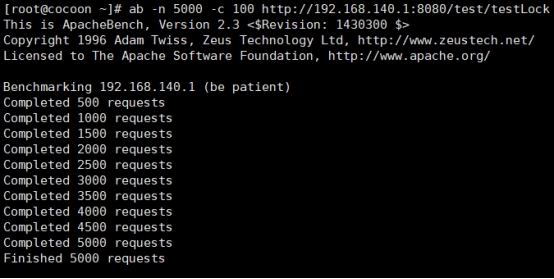 [root@cocoon ~]# ab -n 5000 -c 100 http://192.168.140.1:8080/test/testLock
This is ApacheBench, Version 2.3 <$Revision: 1430300 $>
Copyright 1996 Adam Twiss, Zeus Technology Ltd, http://www.zeustech.net/
Licensed to The Apache Software Foundation, http://www.apache.org/

Benchmarking 192.168.140.1 (be patient)
Completed 500 requests
Completed 1000 requests
Completed 1500 requests
Completed 2000 requests
Completed 2500 requests
Completed 3000 requests
Completed 3500 requests
Completed 4000 requests
Completed 4500 requests
Completed 5000 requests
Finished 5000 requests